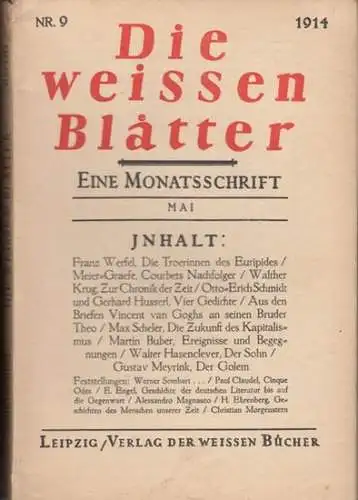 NR. 9 1914
Die
weissen
Blåtter
EINE MONATSSCHRIFT
MAI
JNHALT:
Franz Werfel, Die Troerinnen des Euripides /
Meier-Graefe, Courbets Nachfolger / Walther
Krug, Zur Chronik der Zeit / Otto-Erich Schmidt
und Gerhard Husserl, Vier Gedichte / Aus den
Briefen Vincent van Goghs an seinen Bruder
Theo / Max Scheler, Die Zukunft des Kapitalis-
mus / Martin Buber, Ereignisse und Begeg-
nungen / Walter Hasenclever, Der Sohn /
Gustav Meyrink, Der Golem
Feststellungen: Werner Sombart . . . / Paul Claudel, Cinque
Odes / E. Engel, Geschichte der deutschen Literatur bis auf
die Gegenwart / Alessandro Magnasco / H. Ehrenberg, Ge-
schichten des Menschen unserer Zeit / Christian Morgenstern
LEIPZIG / VERLAG DER WEISSEN BŮCHER